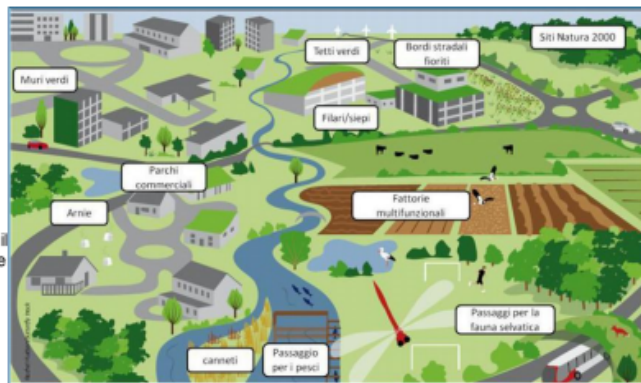 Siti Natura 2000
Tetti verdi
Bordi stradali
fioriti
Muri verdi
Filari/siepi
Parchi
commerciali
Fattorie
multifunzionali
Arnie
e
Passaggi per la
fauna selvatica
canneti
Passaggio
per i pesci